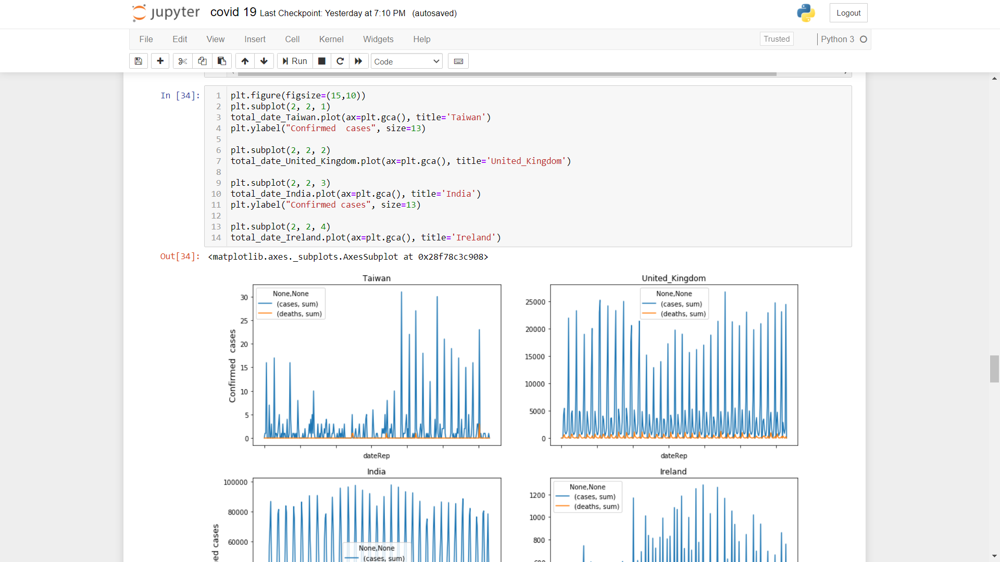 jupyter covid 19 Last Checkpoint: Yesterday at 7:10 PM (autosaved) Logout
File Edit View Insert Cell Kernel Widgets Help Trusted Python 3
Run Code
In [34]:
1 plt.figure(figsize=(15,10))
2 plt.subplot(2, 2, 1)
3 total_date_Taiwan.plot(ax=plt.gca(), title='Taiwan')
4 plt.ylabel("Confirmed  cases", size=13)
5
6 plt.subplot(2, 2, 2)
7 total_date_United_Kingdom.plot(ax=plt.gca(), title='United_Kingdom')
8
9 plt.subplot(2, 2, 3)
10 total_date_India.plot(ax=plt.gca(), title='India')
11 plt.ylabel("Confirmed cases", size=13)
12
13 plt.subplot(2, 2, 4)
14 total_date_Ireland.plot(ax=plt.gca(), title='Ireland')
Out[34]: <matplotlib.axes._subplots.AxesSubplot at 0x28f78c3c908>
Taiwan
None,None
(cases, sum)
(deaths, sum)
30
25
20
15
10
5
0
Confirmed  cases
dateRep
United_Kingdom
None,None
(cases, sum)
(deaths, sum)
25000
20000
15000
10000
5000
0
dateRep
India
100000
80000
60000
ed cases
None,None
(cases, sum)
Ireland
None,None
(cases, sum)
(deaths, sum)
1200
1000
800